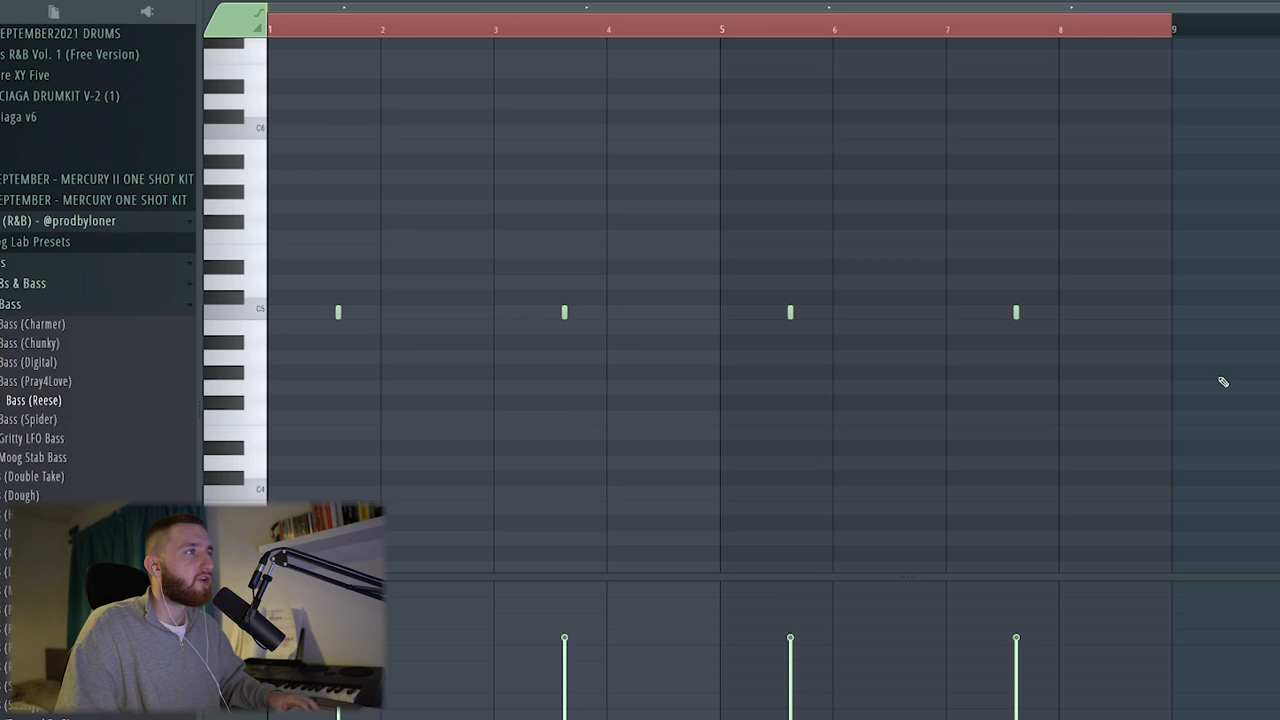 EPTEMBER2021 DRUMS
s R&B Vol. 1 (Free Version)
re XY Five
CIAGA DRUMKIT V-2 (1)
iaga v6
EPTEMBER - MERCURY II ONE SHOT KIT
EPTEMBER - MERCURY ONE SHOT KIT
(R&B) - @prodbyloner
g Lab Presets
s
8s & Bass
Bass
Bass (Charmer)
Bass (Chunky)
Bass (Digital)
Bass (Pray4Love)
Bass (Reese)
Bass (Spider)
Gritty LFO Bass
Moog Stab Bass
(Double Take)
(Dough)
1 2 3 4 5 6 7 8 9
C6
C5
C4